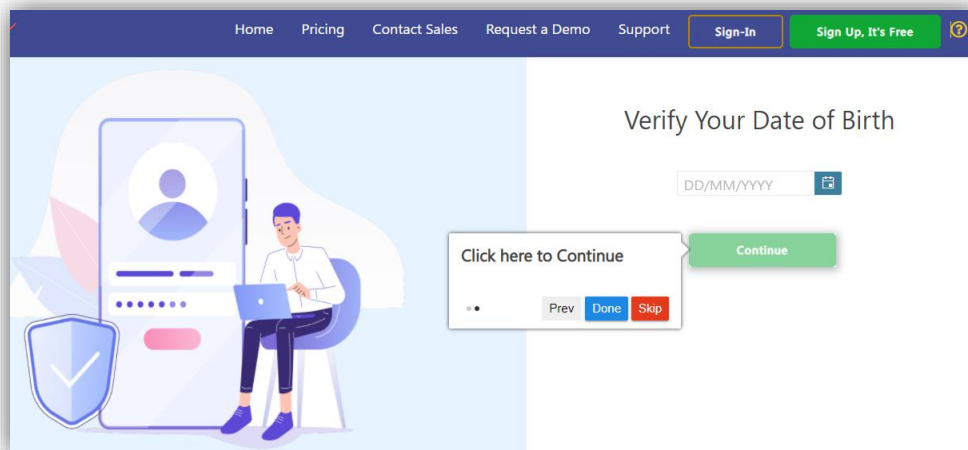 Home Pricing Contact Sales Request a Demo Support Sign-In Sign Up, It's Free ?
Verify Your Date of Birth
DD/MM/YYYY
Click here to Continue
Continue
Prev Done Skip